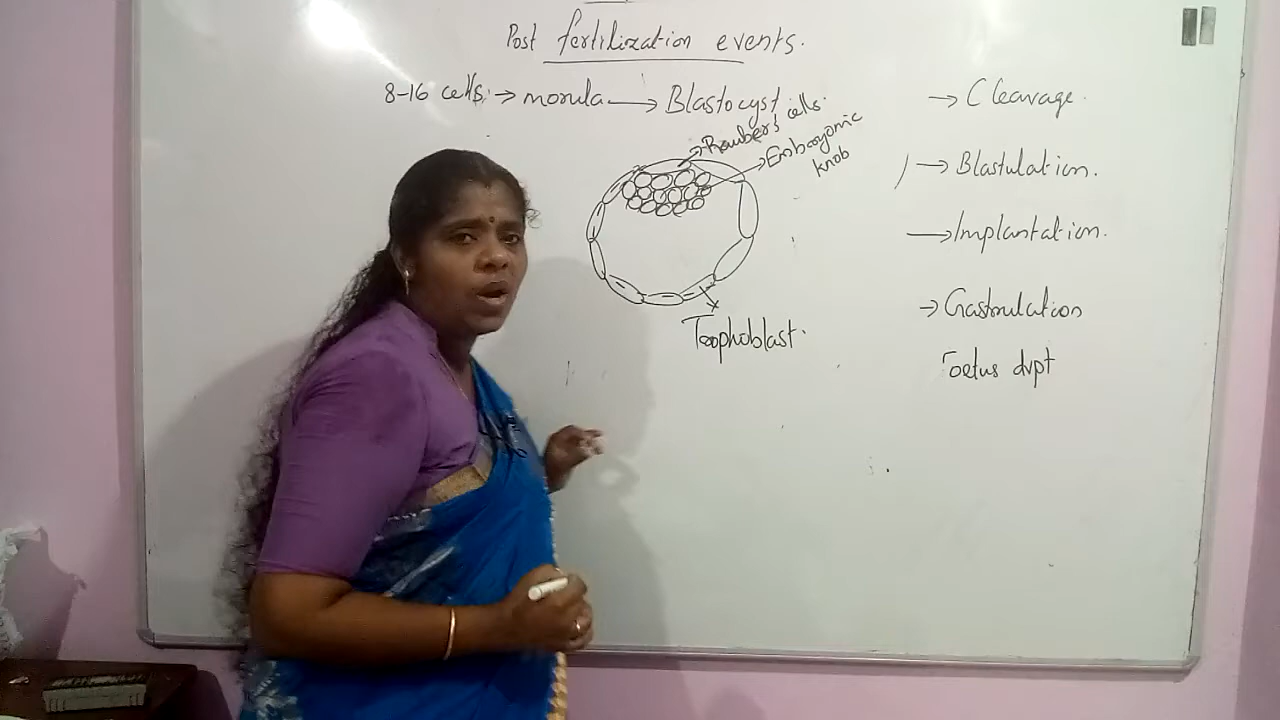 Post fertilization events.
8-16 cells. → morula → Blastocyst
→ Rauber's cells.
→ Embryonic
knob
Trophoblast.
→ Cleavage.
→ Blastulation.
→ Implantation.
→ Gastrulation
Foetus dvpt